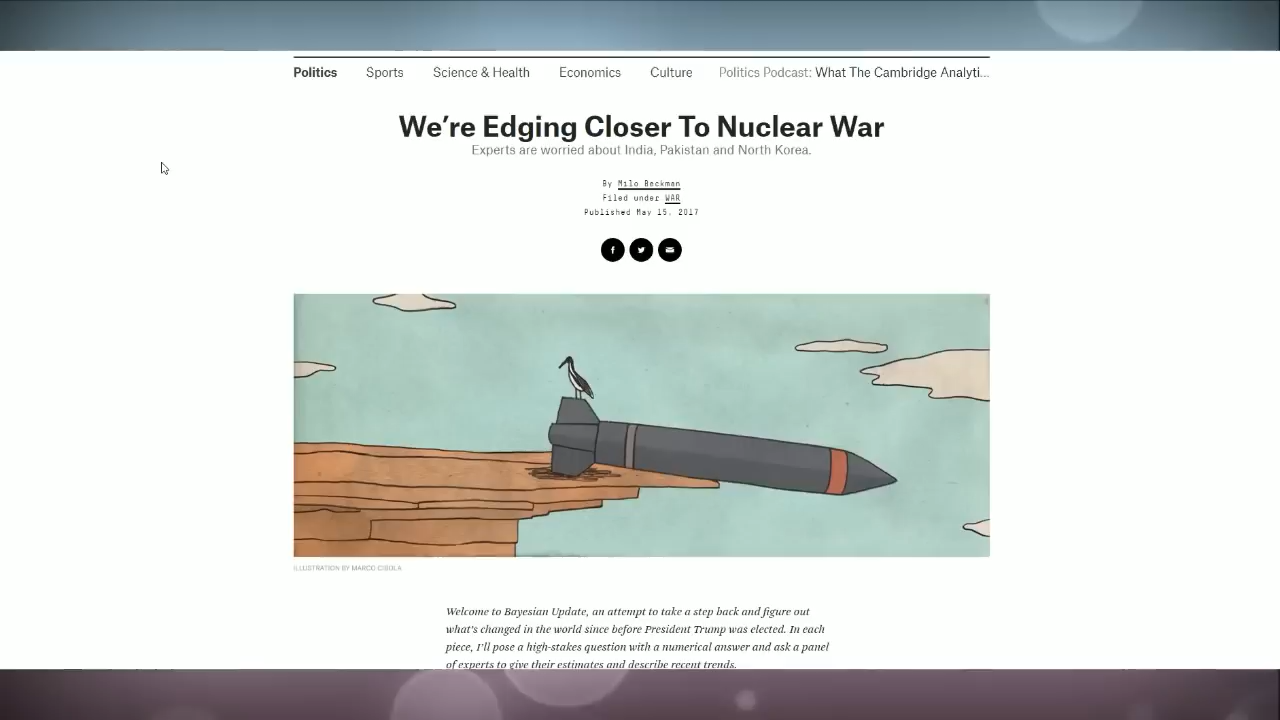 Politics Sports Science & Health Economics Culture Politics Podcast: What The Cambridge Analyti...
We're Edging Closer To Nuclear War
Experts are worried about India, Pakistan and North Korea.
By Milo Beckman
Filed under WAR
Published May 15, 2017
ILLUSTRATION BY MARCO CIBOLA
Welcome to Bayesian Update, an attempt to take a step back and figure out
what's changed in the world since before President Trump was elected. In each
piece, I'll pose a high-stakes question with a numerical answer and ask a panel
of experts to give their estimates and describe recent trends.